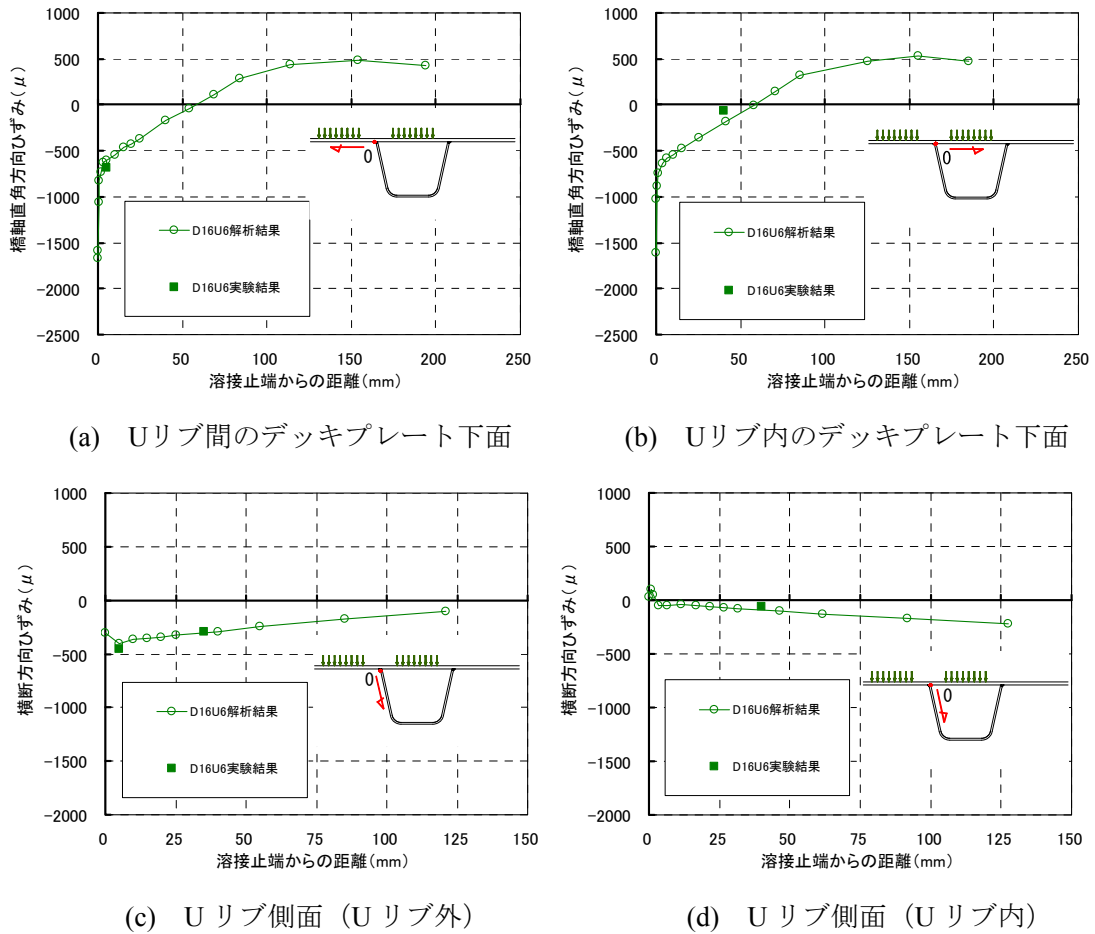 1000
500
0
−500
−1000
−1500
−2000
−2500
橋軸直角方向ひずみ(μ)
0
D16U6解析結果
D16U6実験結果
0 50 100 150 200 250
溶接止端からの距離(mm)
(a) Uリブ間のデッキプレート下面
1000
500
0
−500
−1000
−1500
−2000
−2500
橋軸直角方向ひずみ(μ)
0
D16U6解析結果
D16U6実験結果
0 50 100 150 200 250
溶接止端からの距離(mm)
(b) Uリブ内のデッキプレート下面
1000
500
0
−500
−1000
−1500
−2000
横断方向ひずみ(μ)
0
D16U6解析結果
D16U6実験結果
0 25 50 75 100 125 150
溶接止端からの距離(mm)
(c) U リブ側面（U リブ外）
1000
500
0
−500
−1000
−1500
−2000
横断方向ひずみ(μ)
0
D16U6解析結果
D16U6実験結果
0 25 50 75 100 125 150
溶接止端からの距離(mm)
(d) U リブ側面（U リブ内）